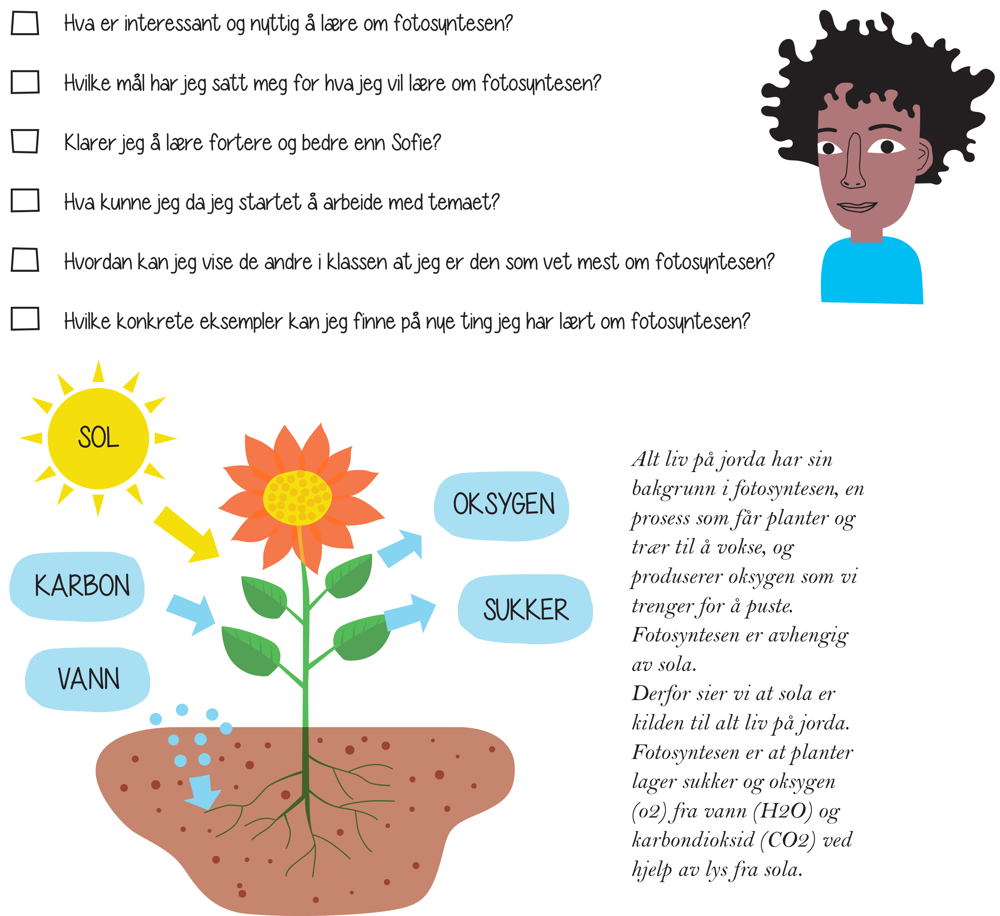 Hva er interessant og nyttig å lære om fotosyntesen?
Hvilke mål har jeg satt meg for hva jeg vil lære om fotosyntesen?
Klarer jeg å lære fortere og bedre enn Sofie?
Hva kunne jeg da jeg startet å arbeide med temaet?
Hvordan kan jeg vise de andre i klassen at jeg er den som vet mest om fotosyntesen?
Hvilke konkrete eksempler kan jeg finne på nye ting jeg har lært om fotosyntesen?
SOL
KARBON
VANN
OKSYGEN
SUKKER
Alt liv på jorda har sin
bakgrunn i fotosyntesen, en
prosess som får planter og
trær til å vokse, og
produserer oksygen som vi
trenger for å puste.
Fotosyntesen er avhengig
av sola.
Derfor sier vi at sola er
kilden til alt liv på jorda.
Fotosyntesen er at planter
lager sukker og oksygen
(o2) fra vann (H2O) og
karbondioksid (CO2) ved
hjelp av lys fra sola.